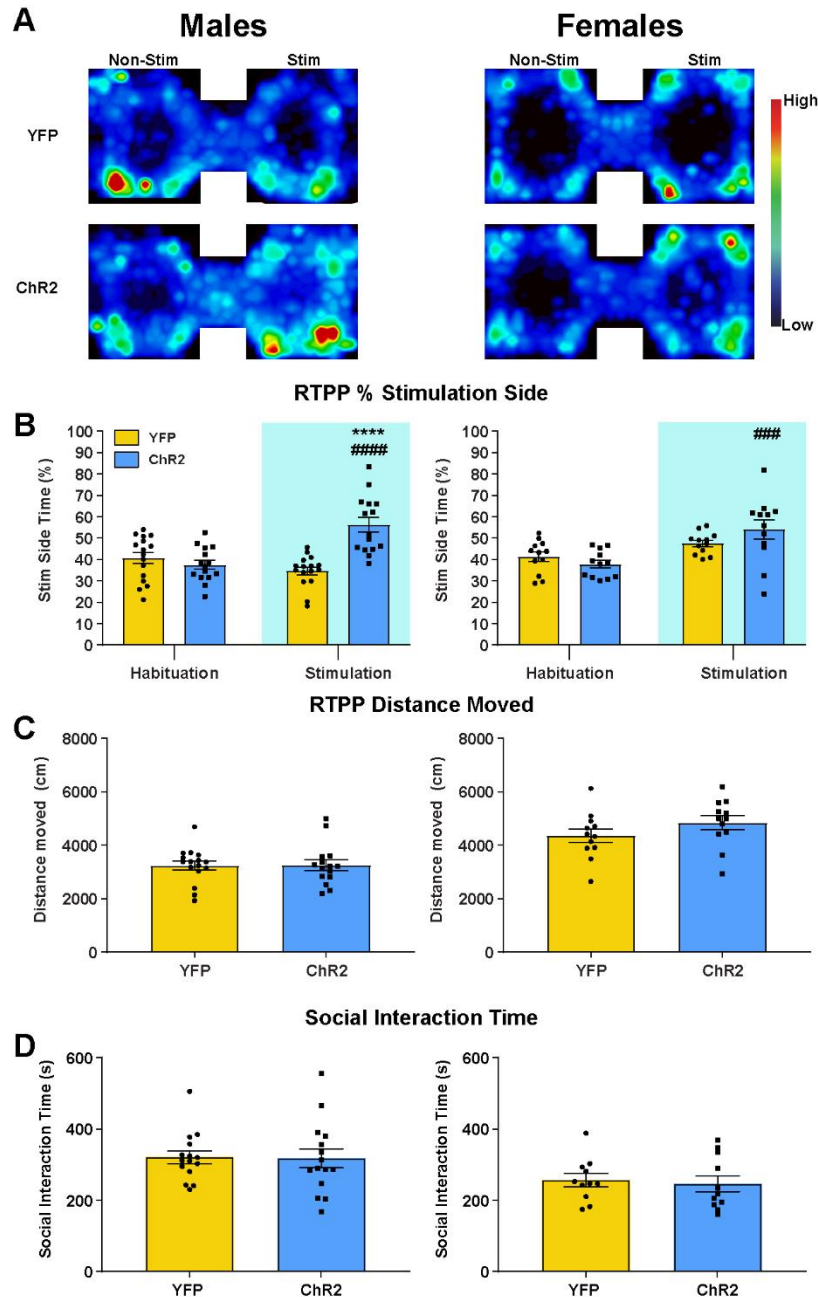 A
Males
Females
Non-Stim
Stim
Non-Stim
Stim
High
YFP
ChR2
Low
RTPP % Stimulation Side
B
Stim Side Time (%)
100
90
80
70
60
50
40
30
20
10
0
YFP
ChR2
****
####
Habituation
Stimulation
Stim Side Time (%)
100
90
80
70
60
50
40
30
20
10
0
###
Habituation
Stimulation
RTPP Distance Moved
C
Distance moved (cm)
8000
6000
4000
2000
0
YFP
ChR2
Distance moved (cm)
8000
6000
4000
2000
0
YFP
ChR2
Social Interaction Time
D
Social Interaction Time (s)
600
400
200
0
YFP
ChR2
Social Interaction Time (s)
600
400
200
0
YFP
ChR2